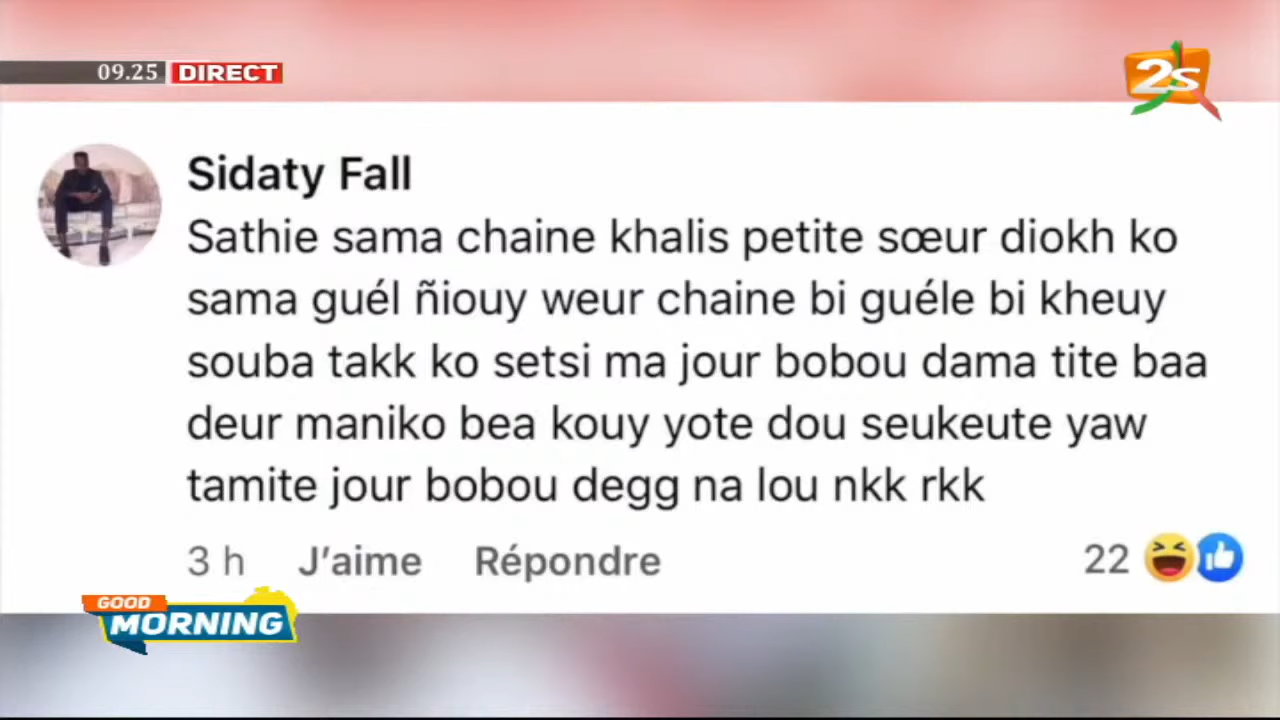 09.25 DIRECT
2s
Sidaty Fall
Sathie sama chaine khalis petite sœur diokh ko
sama guél ñiouy weur chaine bi guéle bi kheuy
souba takk ko setsi ma jour bobou dama tite baa
deur maniko bea kouy yote dou seukeute yaw
tamite jour bobou degg na lou nkk rkk
3 h J'aime Répondre 22
GOOD
MORNING